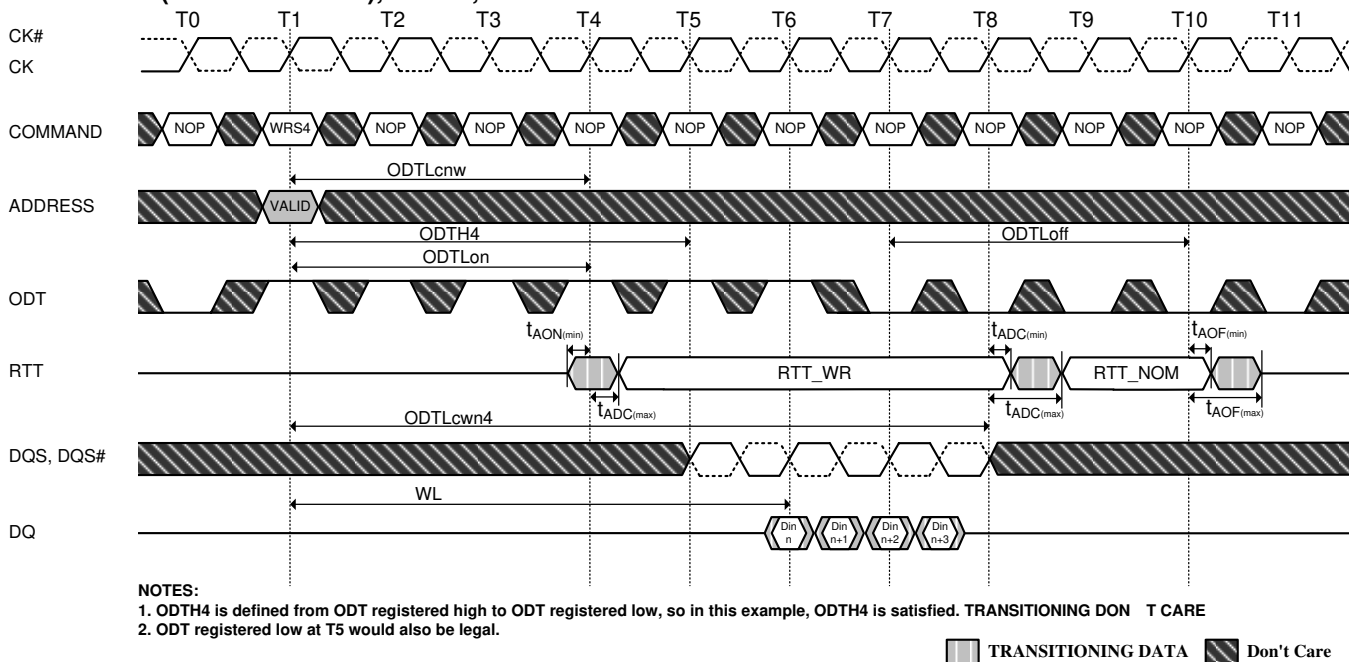 T0 T1 T2 T3 T4 T5 T6 T7 T8 T9 T10 T11
CK#
CK
COMMAND NOP WRS4 NOP NOP NOP NOP NOP NOP NOP NOP NOP NOP
ODTLcnw
ADDRESS VALID
ODTH4 ODTLoff
ODTLon
ODT
tAON(min) tADC(min) tAOF(min)
RTT RTT_WR RTT_NOM
tADC(max) tADC(max) tAOF(max)
ODTLcwn4
DQS, DQS#
WL
DQ Din n Din n+1 Din n+2 Din n+3
NOTES:
1. ODTH4 is defined from ODT registered high to ODT registered low, so in this example, ODTH4 is satisfied. TRANSITIONING DON T CARE
2. ODT registered low at T5 would also be legal.
TRANSITIONING DATA Don't Care